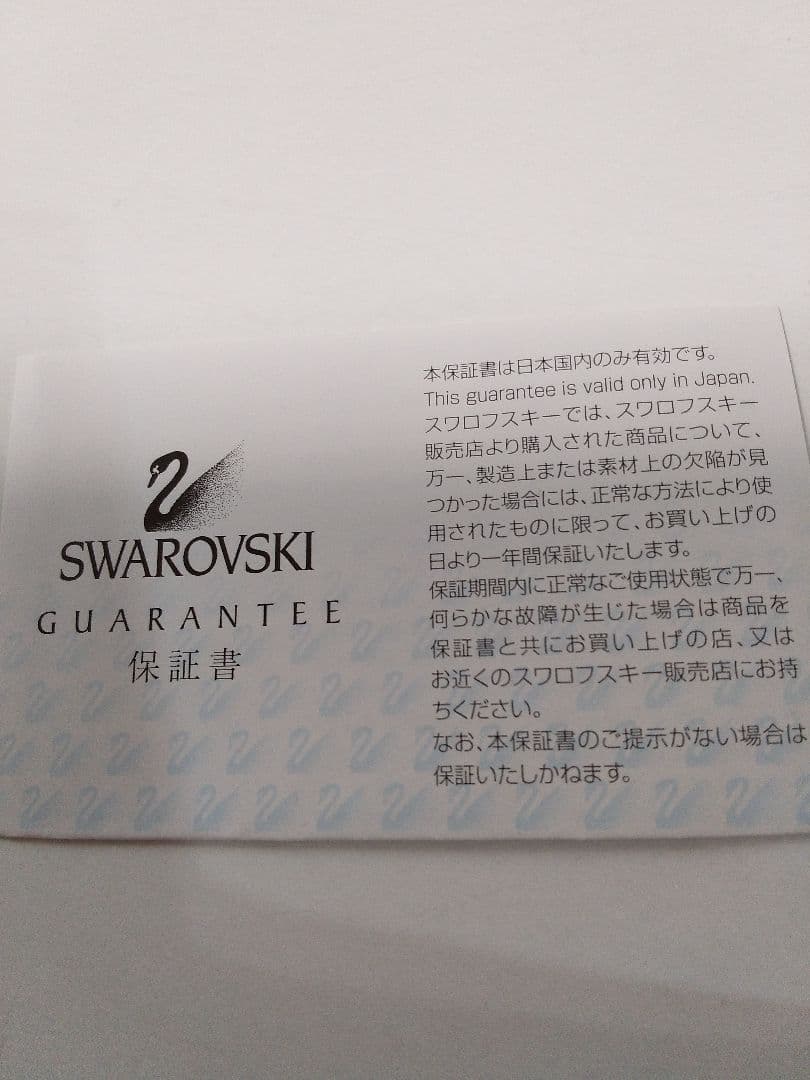 SWAROVSKI
GUARANTEE
保証書
本保証書は日本国内のみ有効です。
This guarantee is valid only in Japan.
スワロフスキーでは、スワロフスキー
販売店より購入された商品について、
万一、製造上または素材上の欠陥が見
つかった場合には、正常な方法により使
用されたものに限って、お買い上げの
日より一年間保証いたします。
保証期間内に正常なご使用状態で万一、
何らかな故障が生じた場合は商品を
保証書と共にお買い上げの店、又は
お近くのスワロフスキー販売店にお持
ちください。
なお、本保証書のご提示がない場合は
保証いたしかねます。